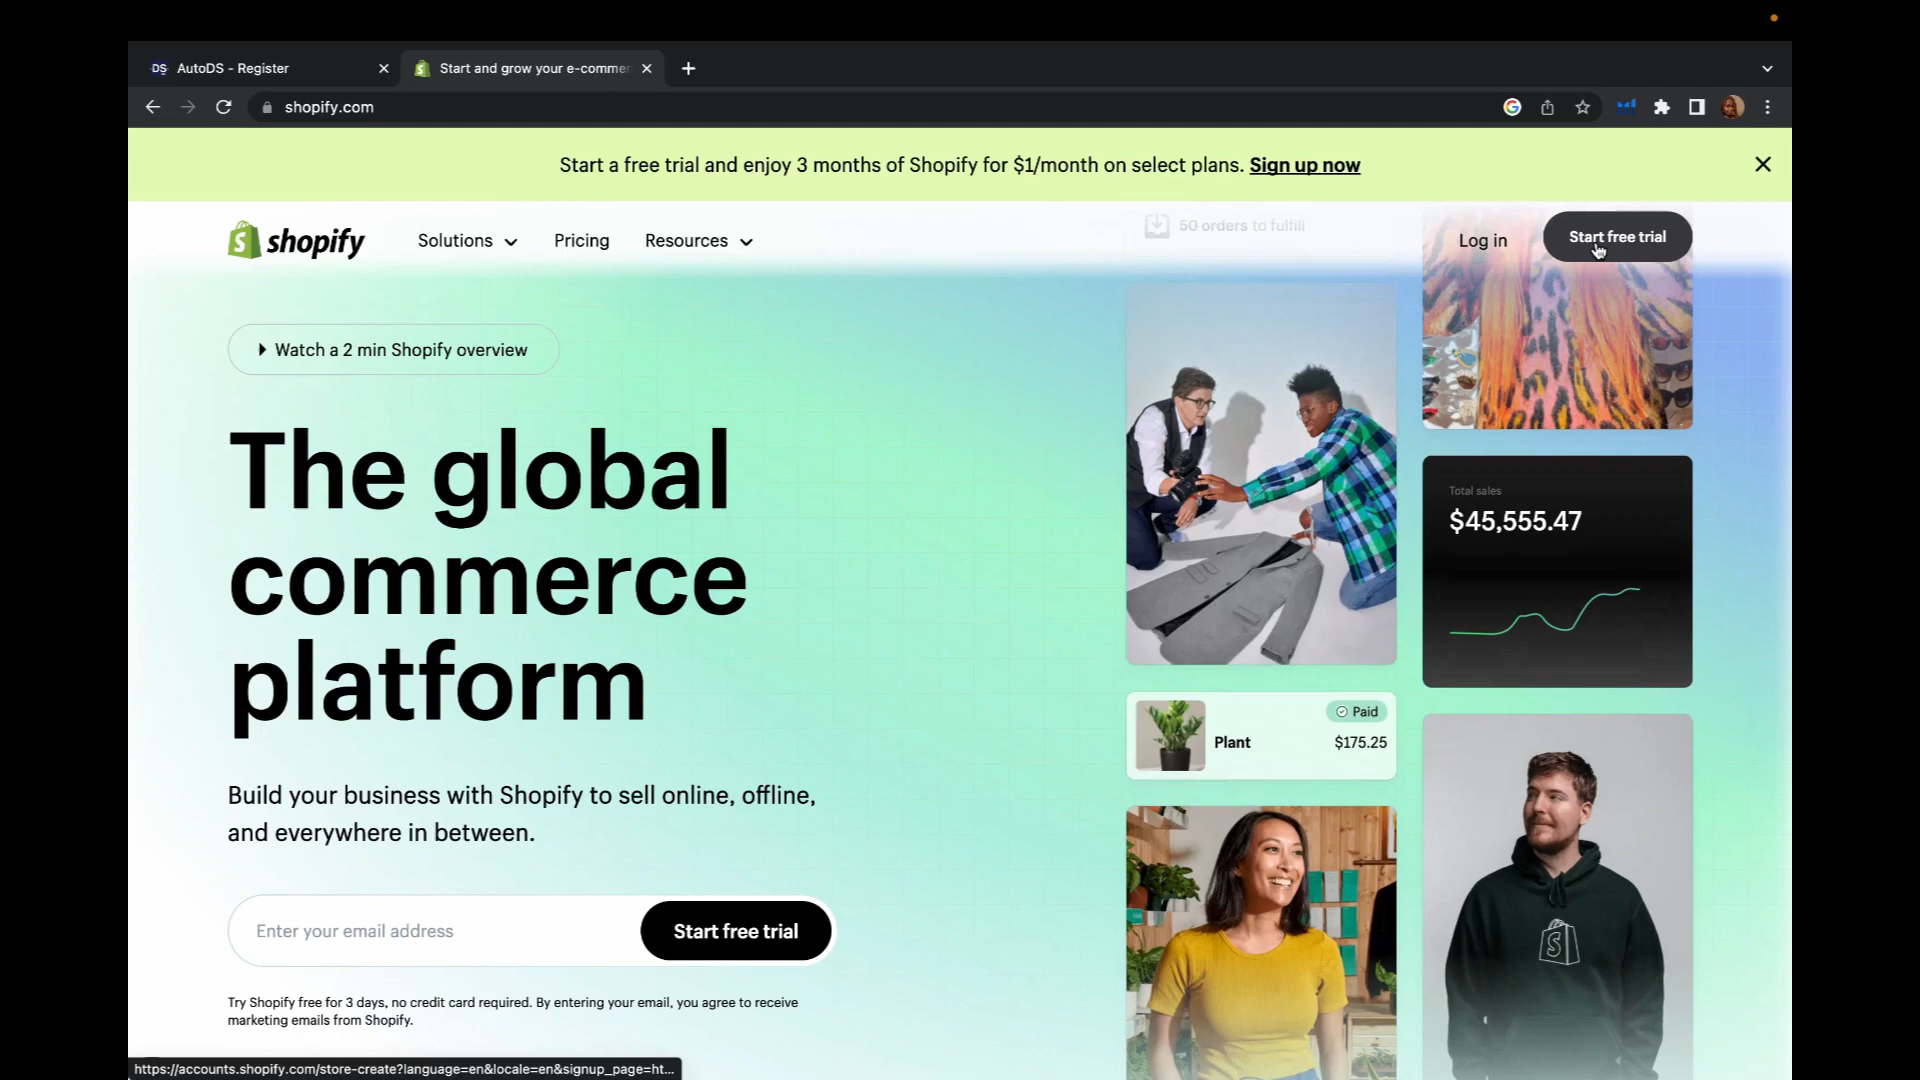 DS AutoDS - Register
Start and grow your e-commer
shopify.com
Start a free trial and enjoy 3 months of Shopify for $1/month on select plans. Sign up now
shopify
Solutions
Pricing
Resources
50 orders to fulfill
Log in
Start free trial
Watch a 2 min Shopify overview
The global
commerce
platform
Build your business with Shopify to sell online, offline,
and everywhere in between.
Enter your email address
Start free trial
Try Shopify free for 3 days, no credit card required. By entering your email, you agree to receive
marketing emails from Shopify.
Total sales
$45,555.47
Paid
Plant
$175.25
https://accounts.shopify.com/store-create?language=en&locale=en&signup_page=ht...